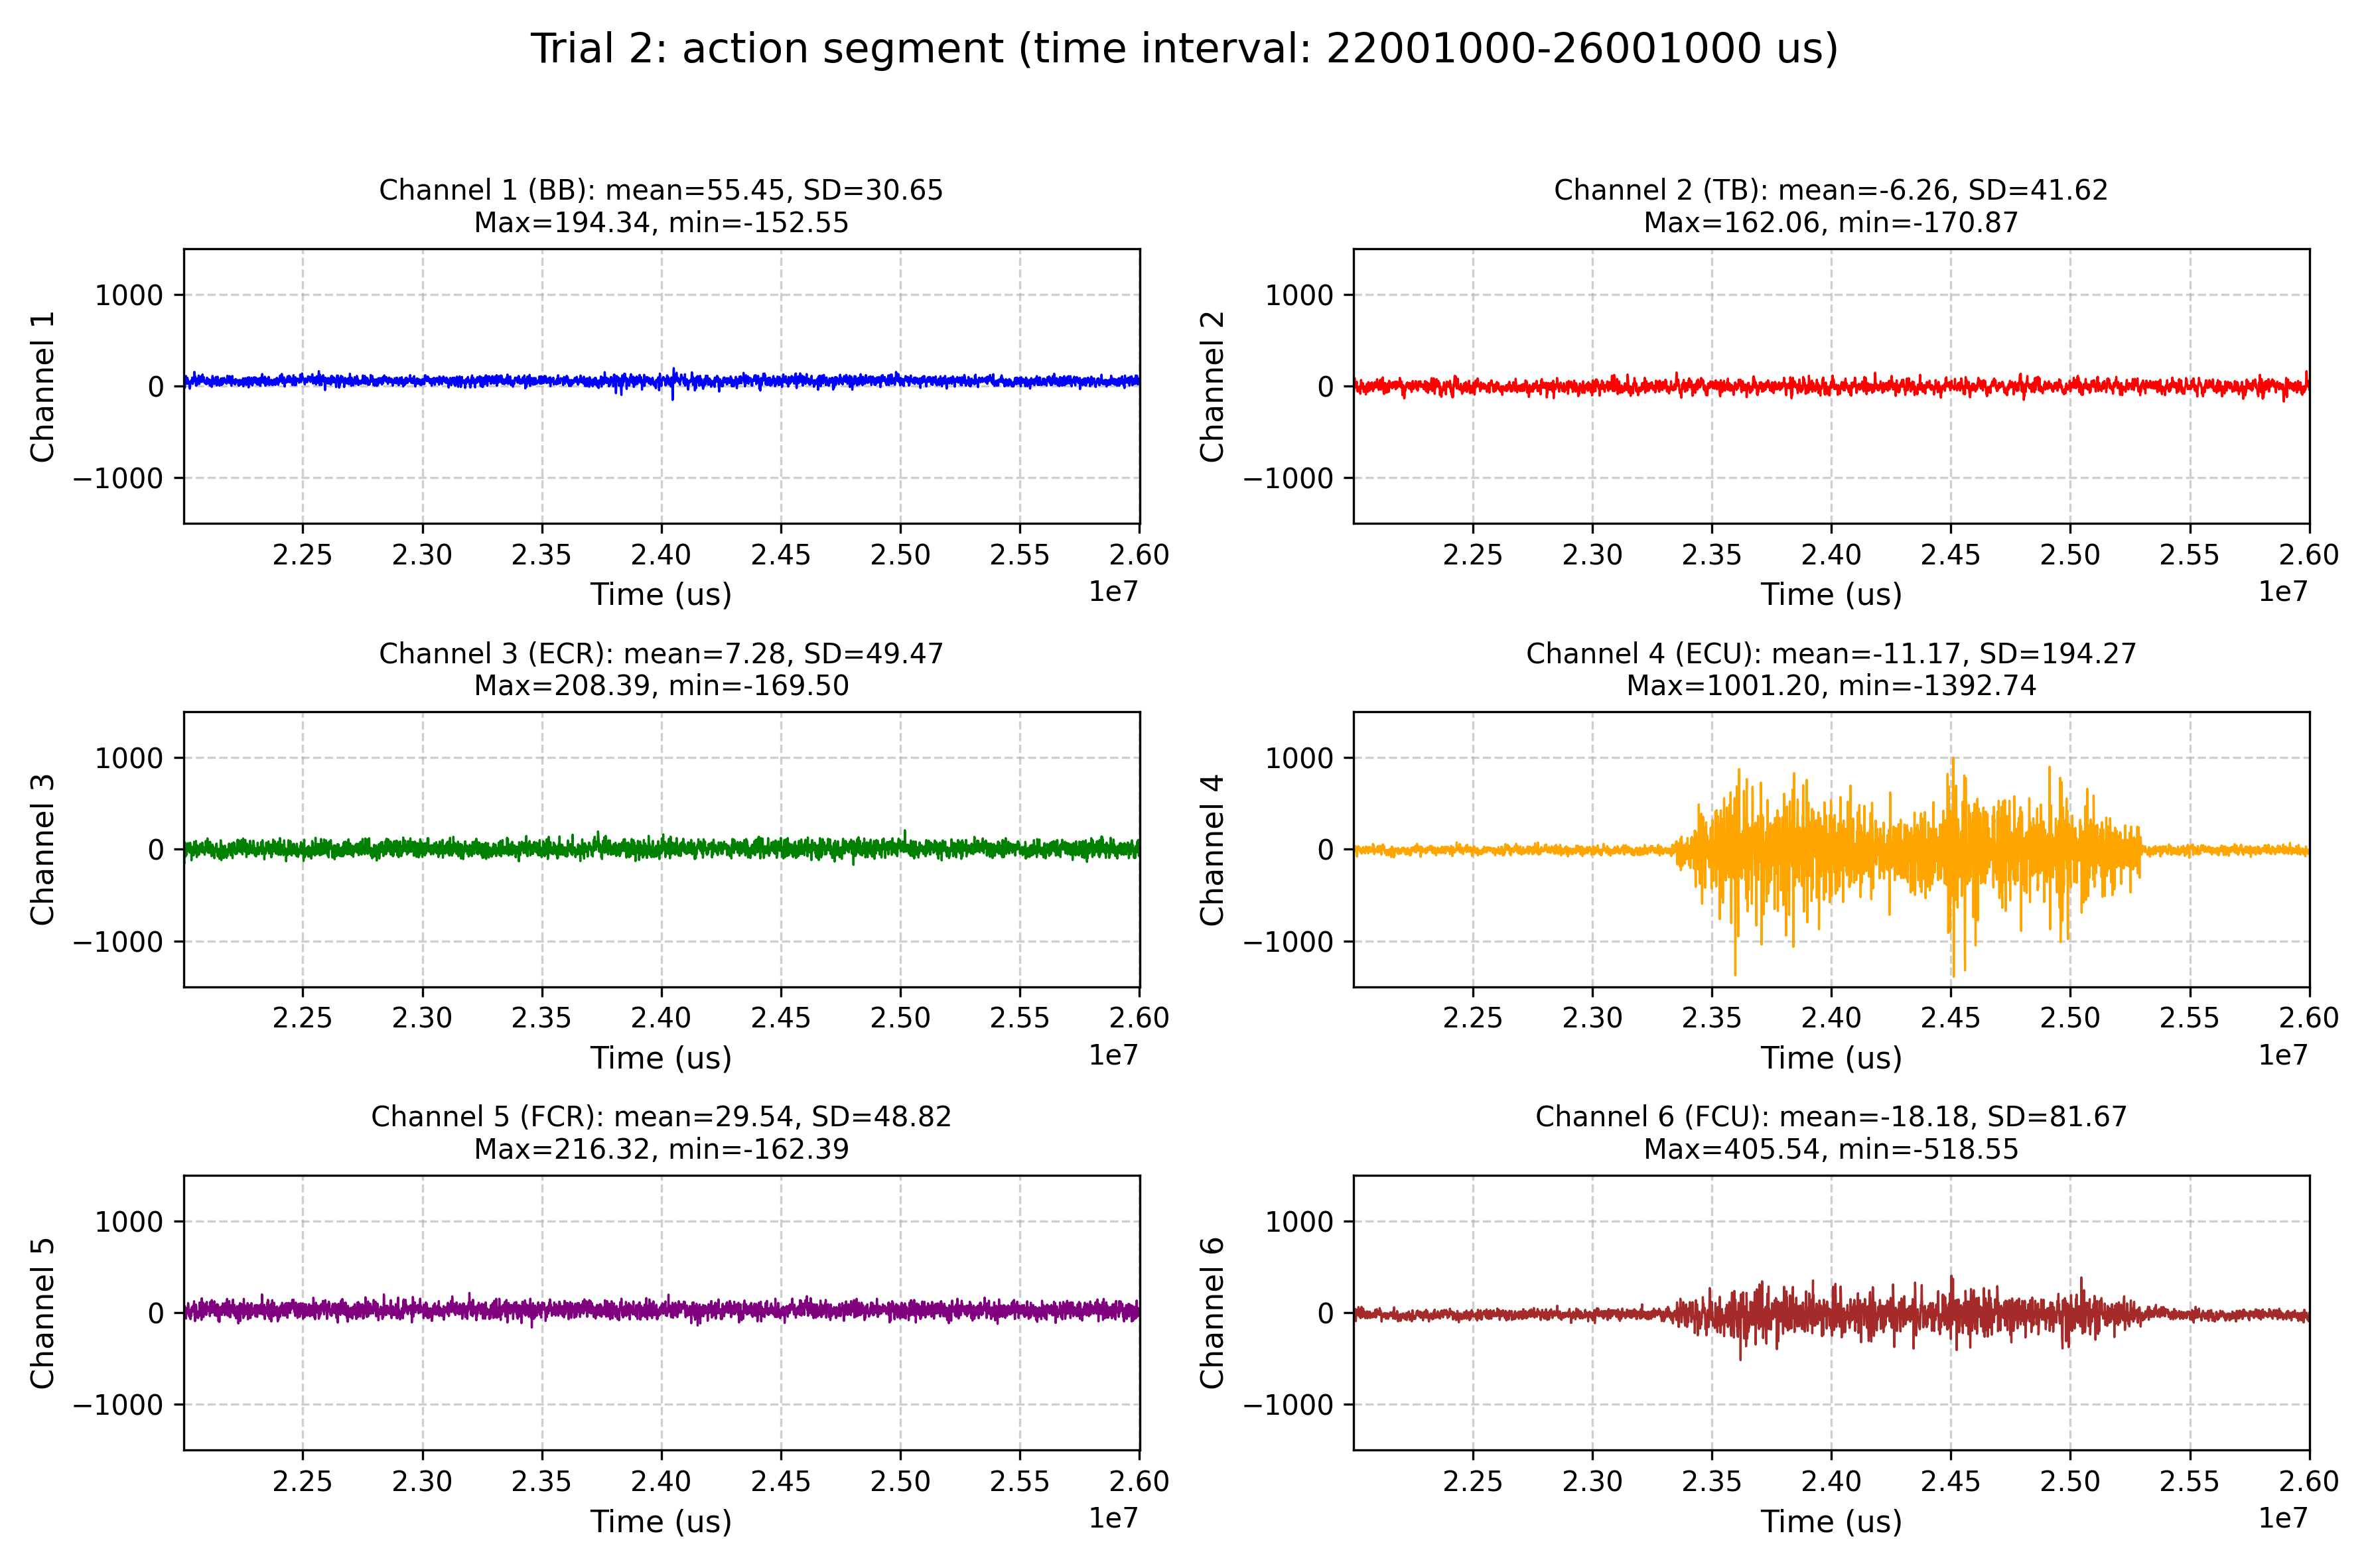 Trial 2: action segment (time interval: 22001000-26001000 us)
Channel 1 (BB): mean=55.45, SD=30.65
Max=194.34, min=-152.55
Channel 1
1000
0
−1000
2.25 2.30 2.35 2.40 2.45 2.50 2.55 2.60
1e7
Time (us)
Channel 2 (TB): mean=-6.26, SD=41.62
Max=162.06, min=-170.87
Channel 2
1000
0
−1000
2.25 2.30 2.35 2.40 2.45 2.50 2.55 2.60
1e7
Time (us)
Channel 3 (ECR): mean=7.28, SD=49.47
Max=208.39, min=-169.50
Channel 3
1000
0
−1000
2.25 2.30 2.35 2.40 2.45 2.50 2.55 2.60
1e7
Time (us)
Channel 4 (ECU): mean=-11.17, SD=194.27
Max=1001.20, min=-1392.74
Channel 4
1000
0
−1000
2.25 2.30 2.35 2.40 2.45 2.50 2.55 2.60
1e7
Time (us)
Channel 5 (FCR): mean=29.54, SD=48.82
Max=216.32, min=-162.39
Channel 5
1000
0
−1000
2.25 2.30 2.35 2.40 2.45 2.50 2.55 2.60
1e7
Time (us)
Channel 6 (FCU): mean=-18.18, SD=81.67
Max=405.54, min=-518.55
Channel 6
1000
0
−1000
2.25 2.30 2.35 2.40 2.45 2.50 2.55 2.60
1e7
Time (us)